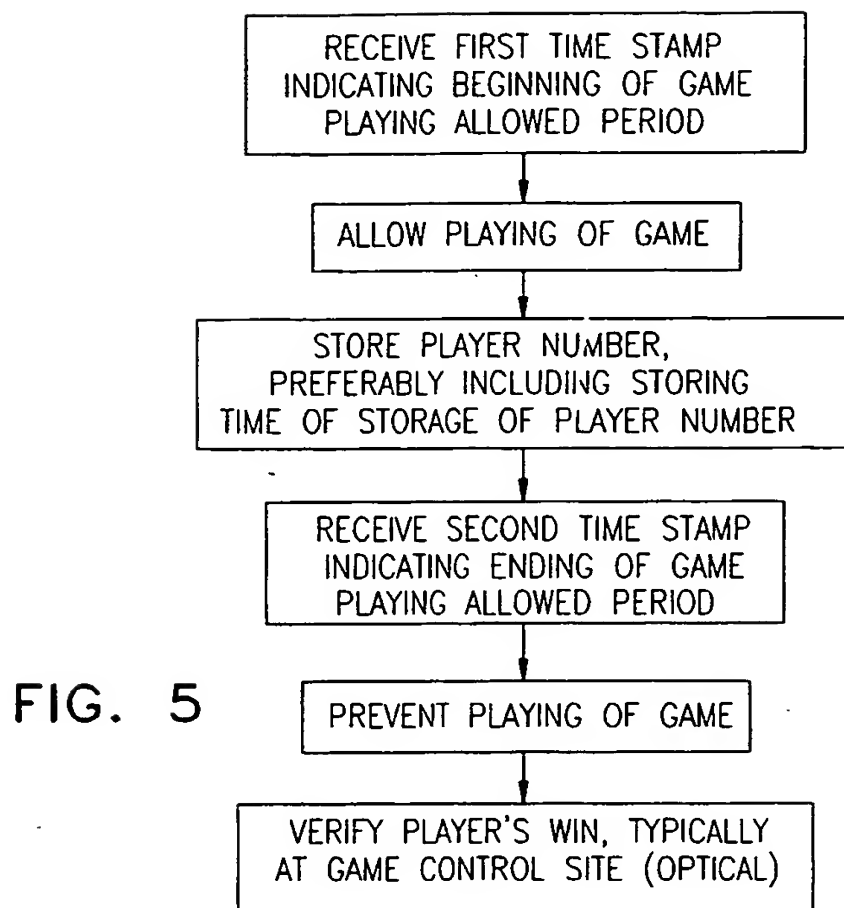 RECEIVE FIRST TIME STAMP
INDICATING BEGINNING OF GAME
PLAYING ALLOWED PERIOD
ALLOW PLAYING OF GAME
STORE PLAYER NUMBER,
PREFERABLY INCLUDING STORING
TIME OF STORAGE OF PLAYER NUMBER
RECEIVE SECOND TIME STAMP
INDICATING ENDING OF GAME
PLAYING ALLOWED PERIOD
FIG. 5
PREVENT PLAYING OF GAME
VERIFY PLAYER'S WIN, TYPICALLY
AT GAME CONTROL SITE (OPTICAL)